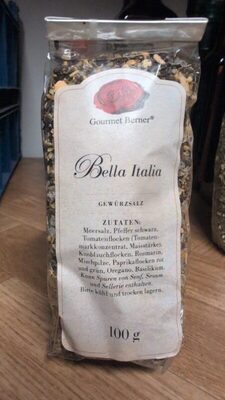 Gourmet Berner®
Bella Italia
GEWÜRZSALZ
ZUTATEN:
Meersalz, Pfeffer schwarz,
Tomatenflocken (Tomaten-
markkonzentrat, Maisstärke),
Knoblauchflocken, Rosmarin,
Mischpilze, Paprikaflocken rot
und grün, Oregano, Basilikum.
Kann Spuren von Senf, Sesam
und Sellerie enthalten.
Bitte kühl und trocken lagern.
100 g